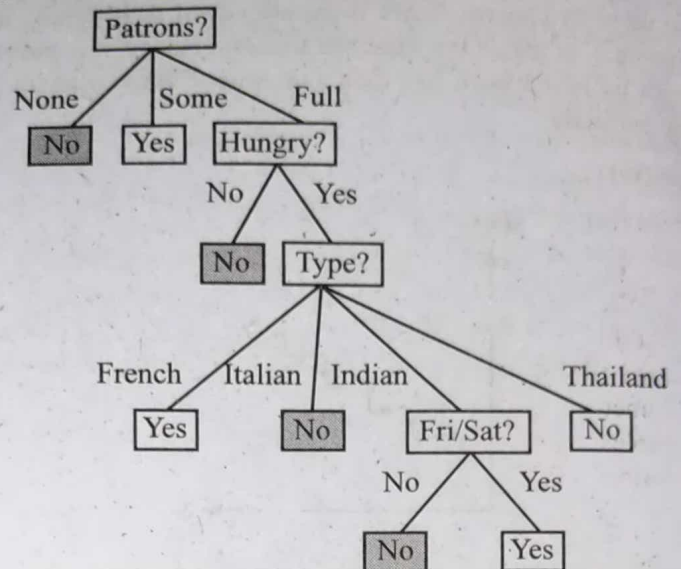 Patrons?
None Some Full
No Yes Hungry?
No Yes
No Type?
French Italian Indian Thailand
Yes No Fri/Sat? No
No Yes
No Yes